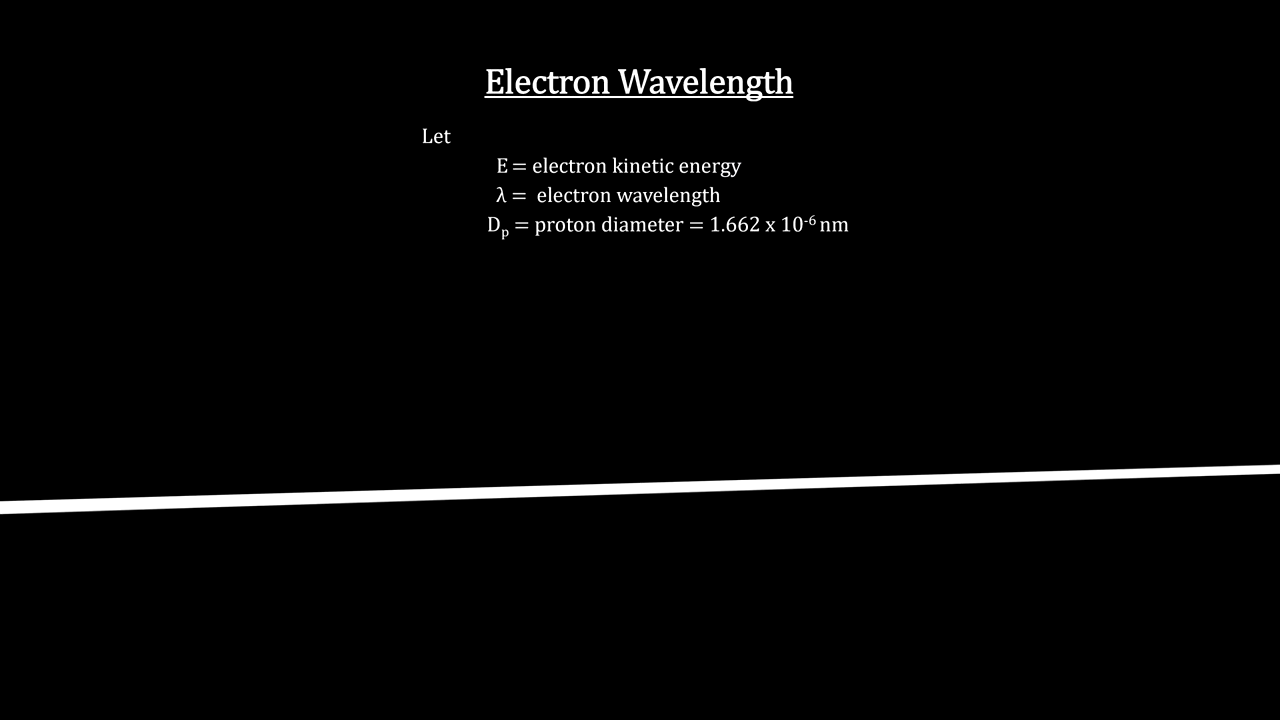 Electron Wavelength
Let
E = electron kinetic energy
λ = electron wavelength
Dₚ = proton diameter = 1.662 x 10⁻⁶ nm